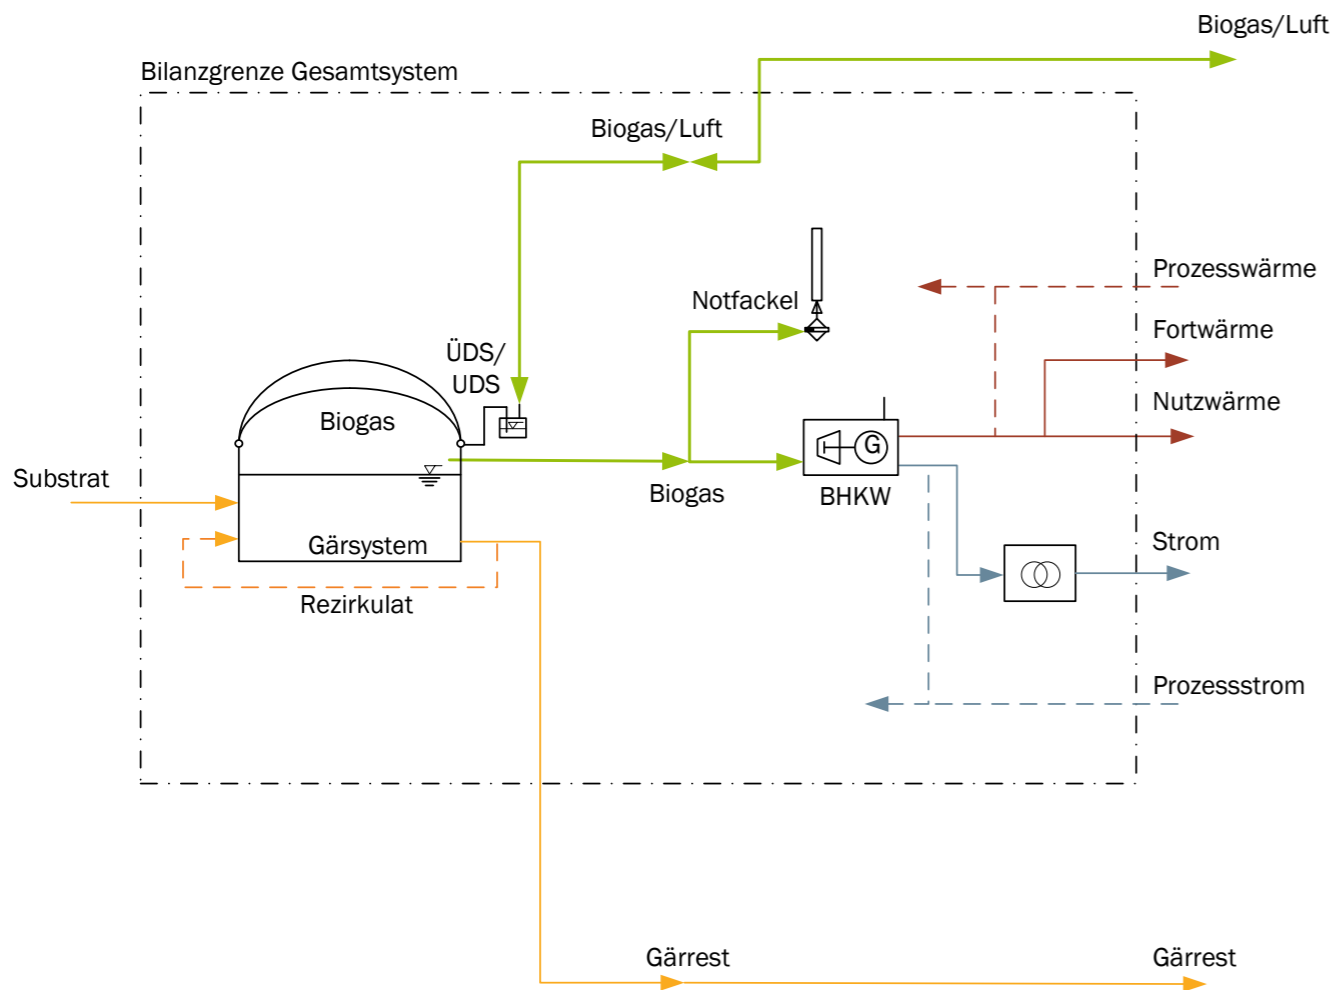 Biogas/Luft
Bilanzgrenze Gesamtsystem
Biogas/Luft
Prozesswärme
Notfackel
Fortwärme
ÜDS/
UDS
Nutzwärme
Biogas
G
Substrat
Biogas
BHKW
Gärsystem
Strom
Rezirkulat
Prozessstrom
Gärrest
Gärrest